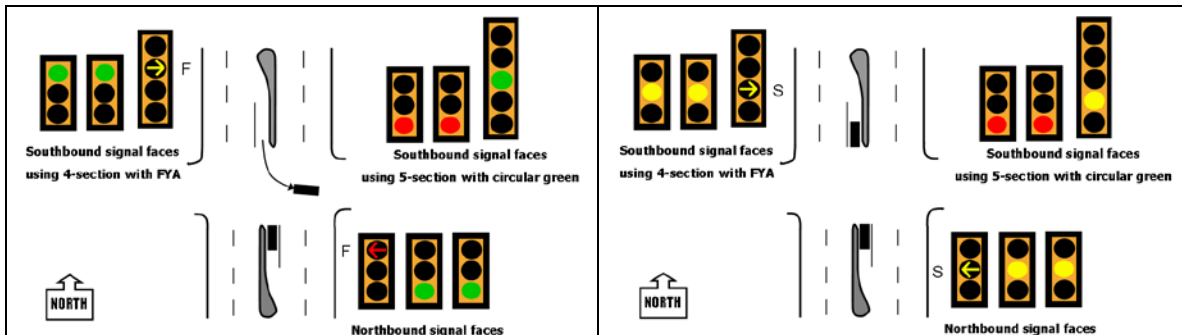 F
Southbound signal faces
using 4-section with FYA
Southbound signal faces
using 5-section with circular green
F
NORTH
Northbound signal faces
S
Southbound signal faces
using 4-section with FYA
Southbound signal faces
using 5-section with circular green
S
NORTH
Northbound signal faces